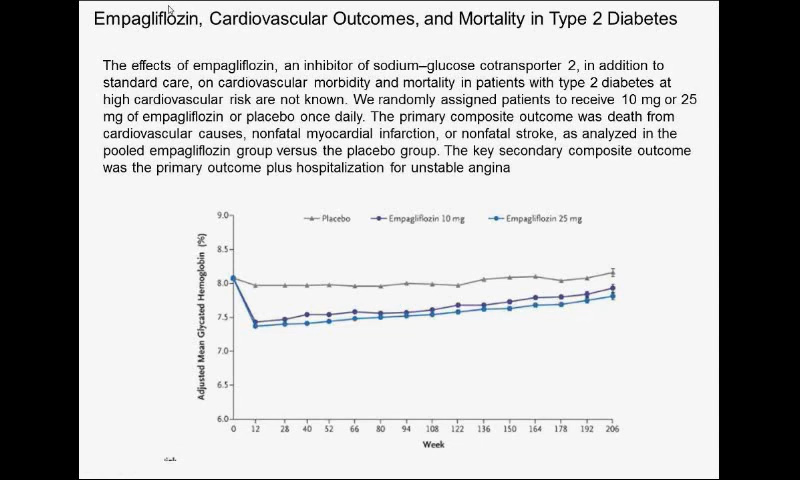 Empagliflozin, Cardiovascular Outcomes, and Mortality in Type 2 Diabetes
The effects of empagliflozin, an inhibitor of sodium–glucose cotransporter 2, in addition to
standard care, on cardiovascular morbidity and mortality in patients with type 2 diabetes at
high cardiovascular risk are not known. We randomly assigned patients to receive 10 mg or 25
mg of empagliflozin or placebo once daily. The primary composite outcome was death from
cardiovascular causes, nonfatal myocardial infarction, or nonfatal stroke, as analyzed in the
pooled empagliflozin group versus the placebo group. The key secondary composite outcome
was the primary outcome plus hospitalization for unstable angina
Placebo Empagliflozin 10 mg Empagliflozin 25 mg
Adjusted Mean Glycated Hemoglobin (%)
9.0
8.5
8.0
7.5
7.0
6.5
6.0
0 12 28 40 52 66 80 94 108 122 136 150 164 178 192 206
Week